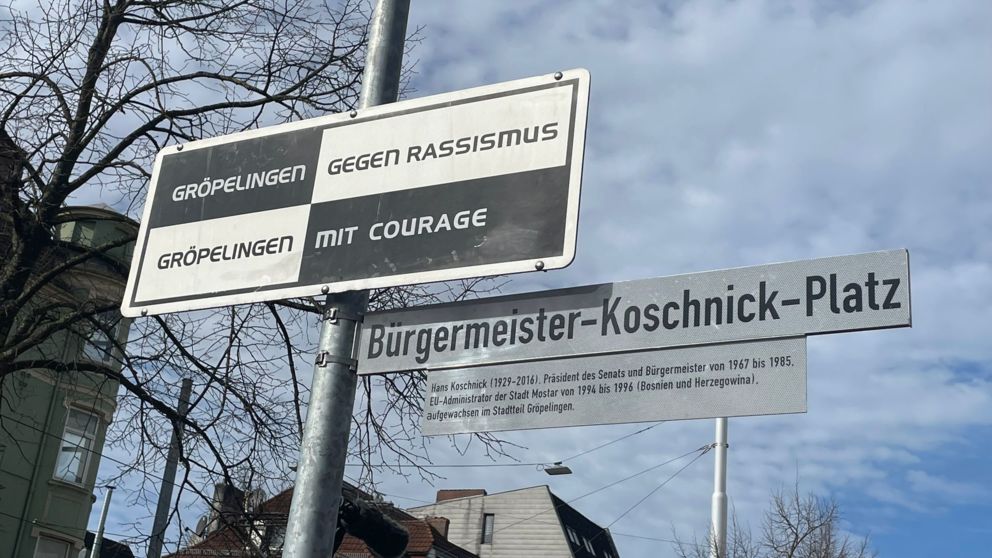 GRÖPELINGEN GEGEN RASSISMUS
GRÖPELINGEN MIT COURAGE
Bürgermeister-Koschnick-Platz
Hans Koschnick (1929-2016), Präsident des Senats und Bürgermeister von 1967 bis 1985,
EU-Administrator der Stadt Mostar von 1994 bis 1996 (Bosnien und Herzegowina),
aufgewachsen im Stadtteil Gröpelingen.